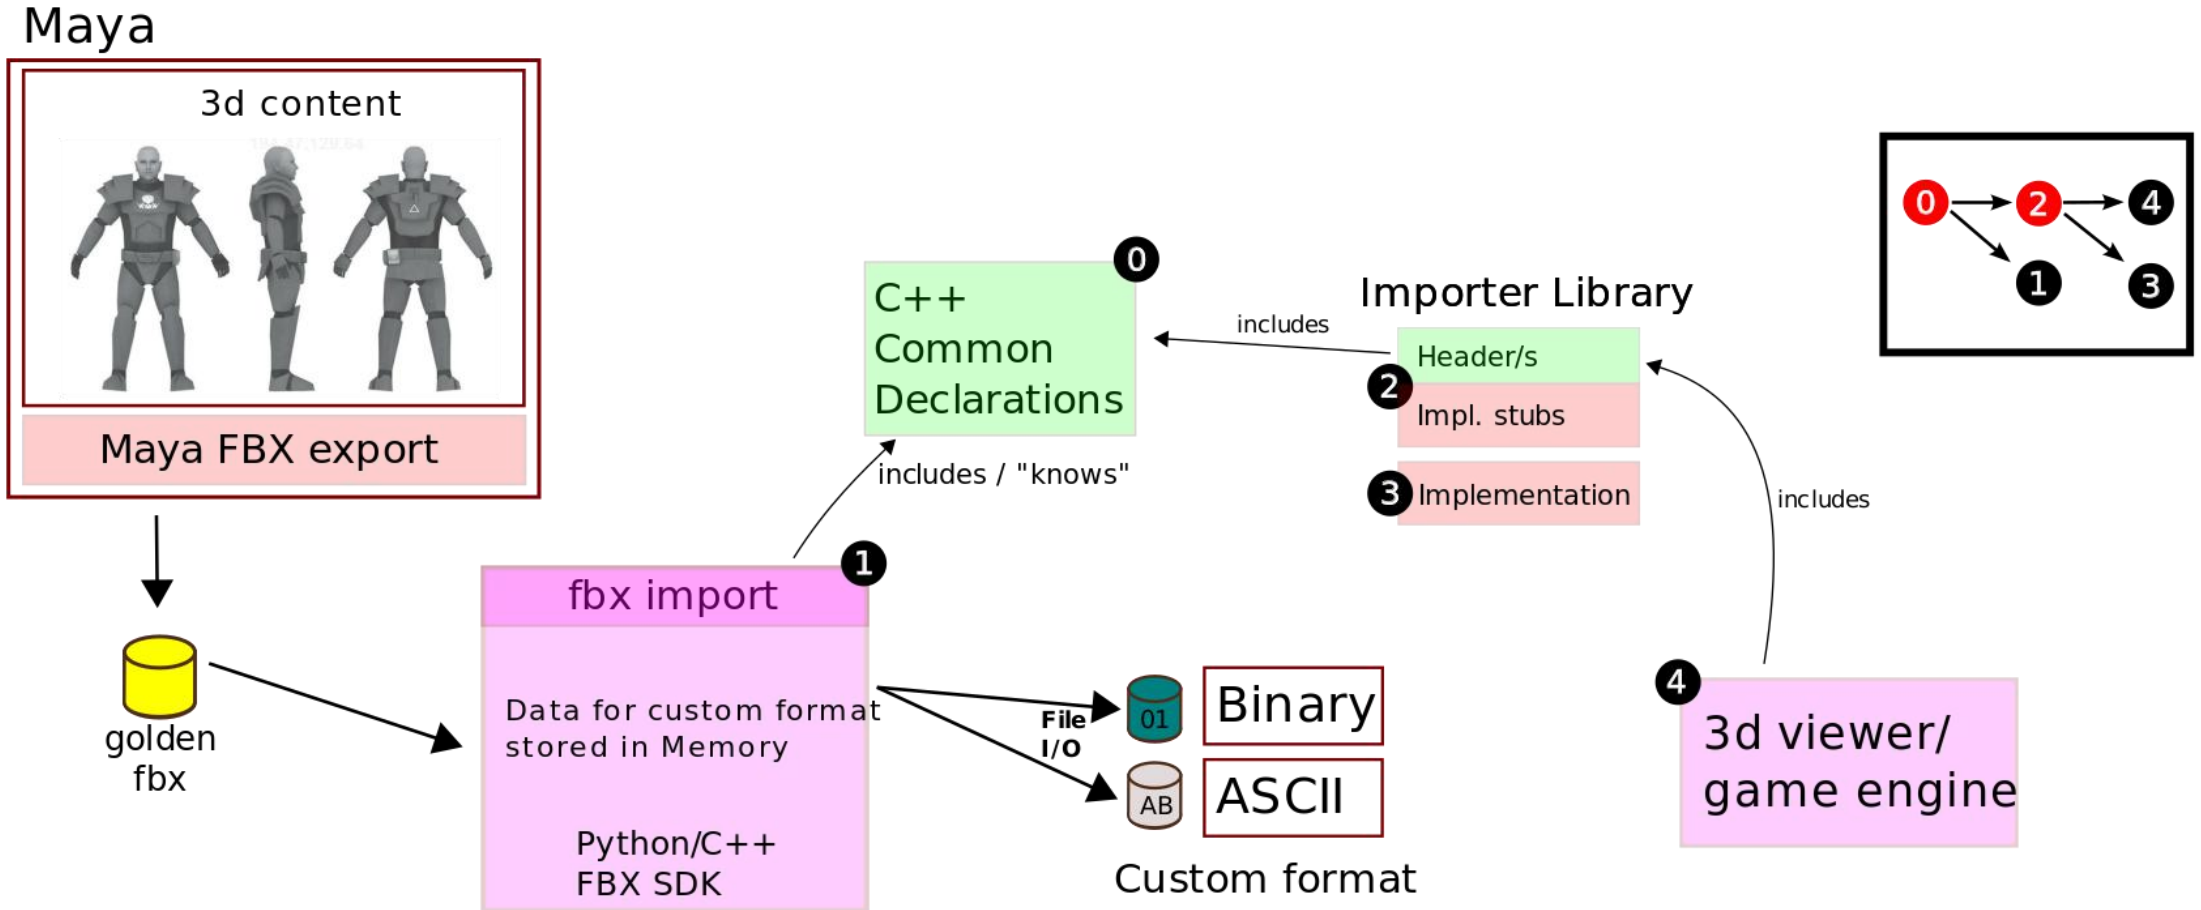 Maya
3d content
Maya FBX export
golden
fbx
fbx import
1
Data for custom format
stored in Memory
Python/C++
FBX SDK
includes / "knows"
0
C++
Common
Declarations
includes
Importer Library
Header/s
2
Impl. stubs
3
Implementation
includes
File
I/O
01
Binary
AB
ASCII
Custom format
4
3d viewer/
game engine
0
2
4
1
3